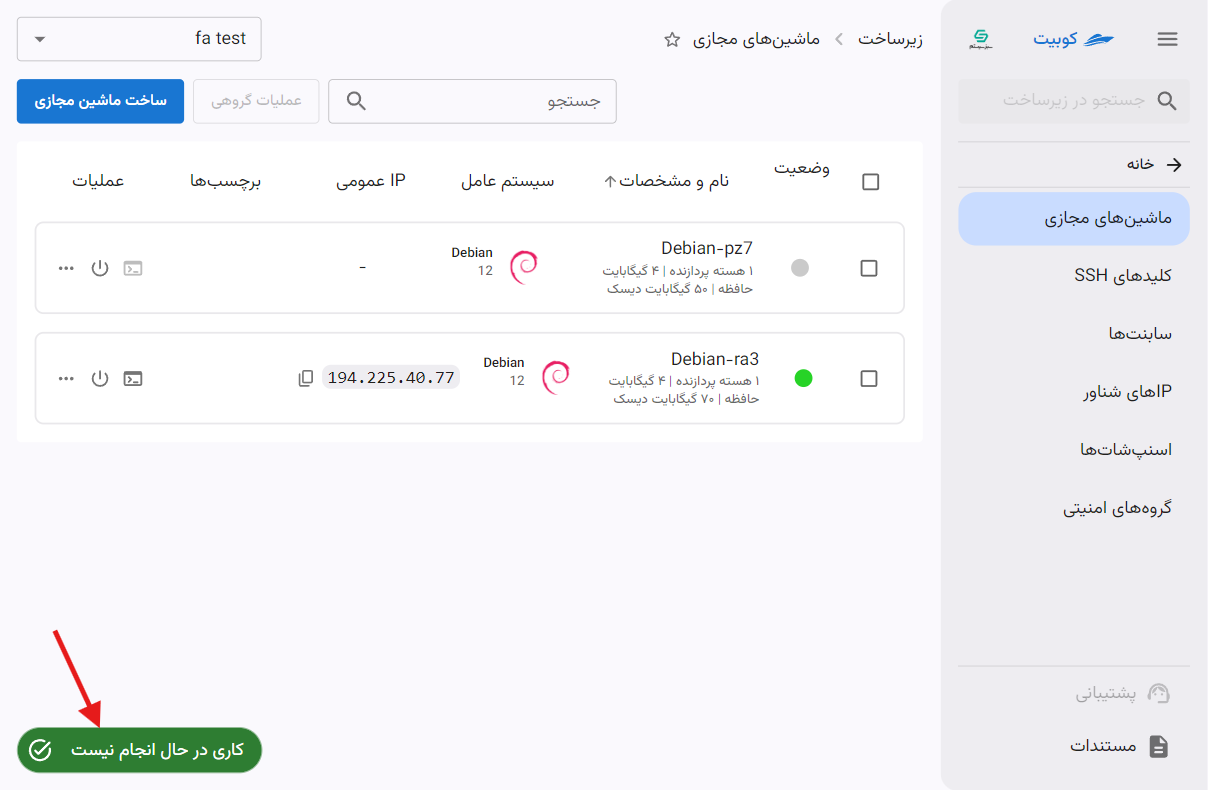 کوبیت
جستجو در زیرساخت
خانه
ماشین‌های مجازی
کلیدهای SSH
سابنت‌ها
IPهای شناور
اسنپ‌شات‌ها
گروه‌های امنیتی
پشتیبانی
مستندات
زیرساخت
ماشین‌های مجازی
fa test
جستجو
عملیات گروهی
ساخت ماشین مجازی
وضعیت
نام و مشخصات
سیستم عامل
IP عمومی
برچسب‌ها
عملیات
Debian-pz7
۱ هسته پردازنده | ۴ گیگابایت
حافظه | ۵۰ گیگابایت دیسک
Debian
12
-
Debian-ra3
۱ هسته پردازنده | ۴ گیگابایت
حافظه | ۷۰ گیگابایت دیسک
Debian
12
194.225.40.77
کاری در حال انجام نیست